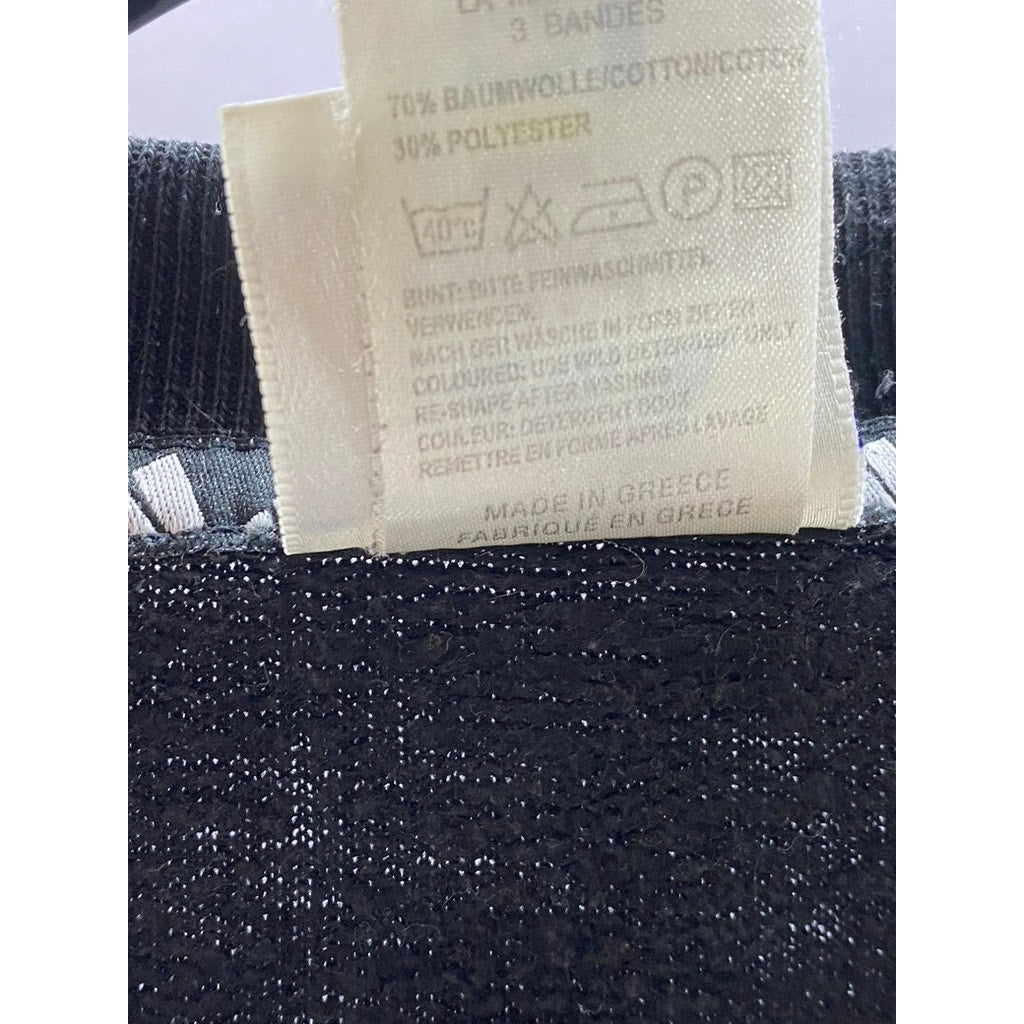 3 BANDES
70% BAUMWOLLE/COTTON/COTON
30% POLYESTER
40°C P
BUNT: BITTE FEINWASCHMITTEL
VERWENDEN.
NACH DER WÄSCHE IN FORM ZIEHEN
COLOURED: USE MILD DETERGENT ONLY
RE-SHAPE AFTER WASHING
COULEUR: DETERGENT DOUX
REMETTRE EN FORME APRES LAVAGE
MADE IN GREECE
FABRIQUE EN GRECE